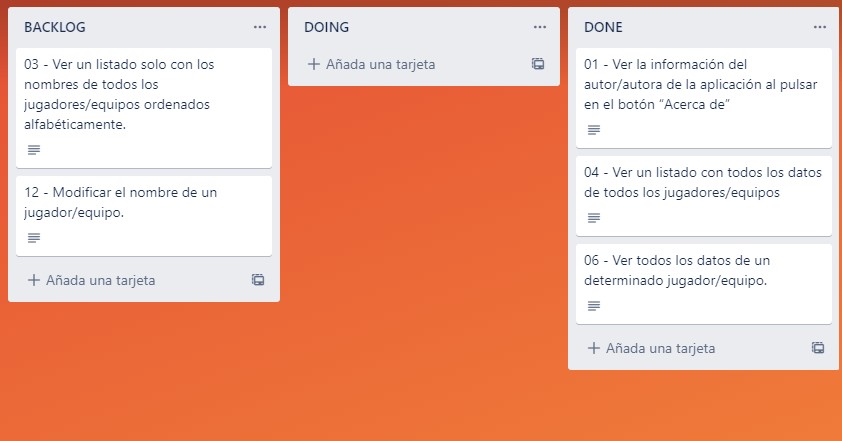 BACKLOG
03 - Ver un listado solo con los
nombres de todos los
jugadores/equipos ordenados
alfabéticamente.
12 - Modificar el nombre de un
jugador/equipo.
Añada una tarjeta
DOING
Añada una tarjeta
DONE
01 - Ver la información del
autor/autora de la aplicación al pulsar
en el botón “Acerca de”
04 - Ver un listado con todos los datos
de todos los jugadores/equipos
06 - Ver todos los datos de un
determinado jugador/equipo.
Añada una tarjeta